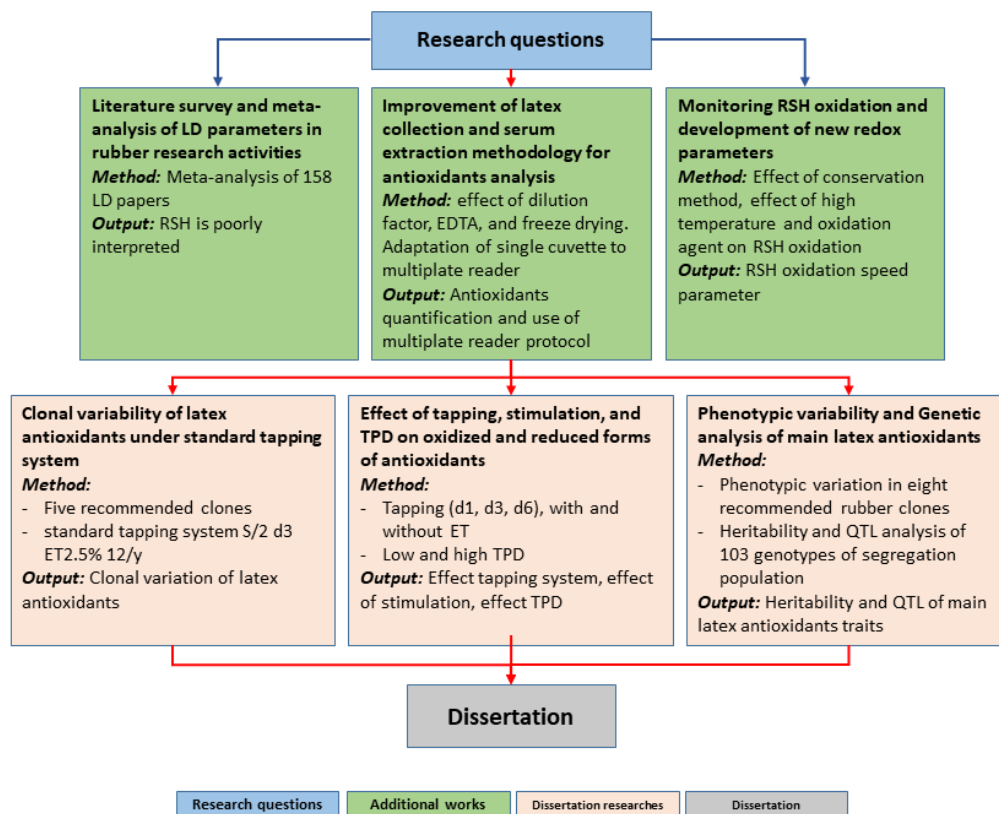 Research questions
Literature survey and meta-
analysis of LD parameters in
rubber research activities
Method: Meta-analysis of 158
LD papers
Output: RSH is poorly
interpreted
Improvement of latex
collection and serum
extraction methodology for
antioxidants analysis
Method: effect of dilution
factor, EDTA, and freeze drying.
Adaptation of single cuvette to
multiplate reader
Output: Antioxidants
quantification and use of
multiplate reader protocol
Monitoring RSH oxidation and
development of new redox
parameters
Method: Effect of conservation
method, effect of high
temperature and oxidation
agent on RSH oxidation
Output: RSH oxidation speed
parameter
Clonal variability of latex
antioxidants under standard
tapping system
Method:
- Five recommended clones
- standard tapping system S/2 d3
ET2.5% 12/y
Output: Clonal variation of latex
antioxidants
Effect of tapping, stimulation, and
TPD on oxidized and reduced forms
of antioxidants
Method:
- Tapping (d1, d3, d6), with and
without ET
- Low and high TPD
Output: Effect tapping system, effect
of stimulation, effect TPD
Phenotypic variability and Genetic
analysis of main latex antioxidants
Method:
- Phenotypic variation in eight
recommended rubber clones
- Heritability and QTL analysis of
103 genotypes of segregation
population
Output: Heritability and QTL of main
latex antioxidants traits
Dissertation
Research questions
Additional works
Dissertation researches
Dissertation